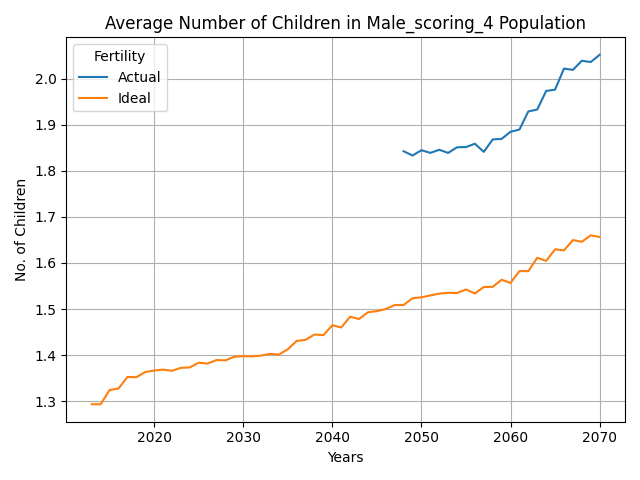 Average Number of Children in Male_scoring_4 Population
Fertility
Actual
Ideal
No. of Children
2.0
1.9
1.8
1.7
1.6
1.5
1.4
1.3
2020 2030 2040 2050 2060 2070
Years